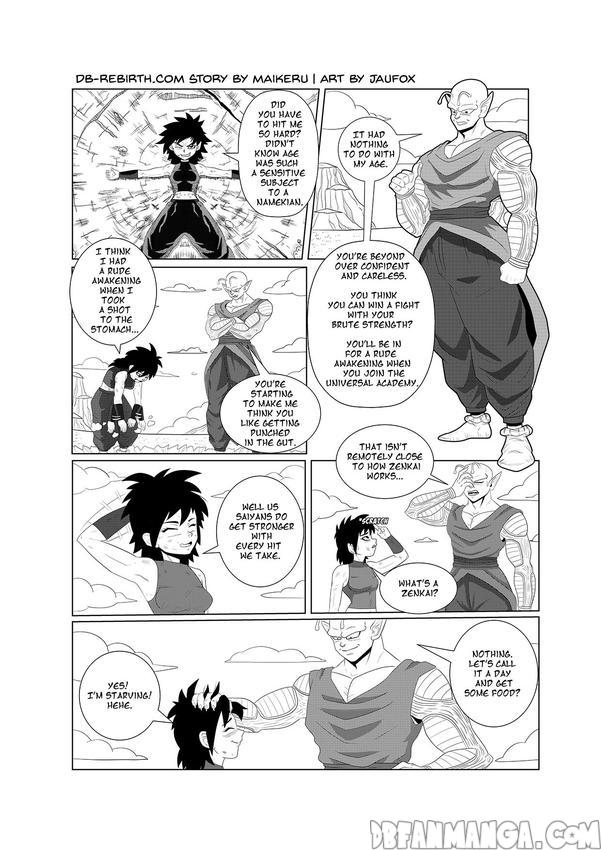 DB-REBIRTH.COM STORY BY MAIKERU | ART BY JAUFOX
DID
YOU HAVE
TO HIT ME
SO HARD?
DIDN'T
KNOW AGE
WAS SUCH
A SENSITIVE
SUBJECT
TO A
NAMEKIAN.
IT HAD
NOTHING
TO DO WITH
MY AGE.
YOU'RE BEYOND
OVER CONFIDENT
AND CARELESS.
YOU THINK
YOU CAN WIN A FIGHT
WITH YOUR
BRUTE STRENGTH?
YOU'LL BE IN
FOR A RUDE
AWAKENING WHEN
YOU JOIN THE
UNIVERSAL ACADEMY.
I THINK
I HAD
A RUDE
AWAKENING
WHEN I
TOOK
A SHOT
TO THE
STOMACH...
YOU'RE
STARTING
TO MAKE ME
THINK YOU
LIKE GETTING
PUNCHED
IN THE GUT.
WELL US
SAIYANS DO
GET STRONGER
WITH
EVERY HIT
WE TAKE.
THAT ISN'T
REMOTELY CLOSE
TO HOW ZENKAI
WORKS...
SCRATCH
WHAT'S A
ZENKAI?
YES!
I'M STARVING!
HEHE.
NOTHING.
LET'S CALL
IT A DAY
AND GET
SOME FOOD?
DBFANMANGA.COM